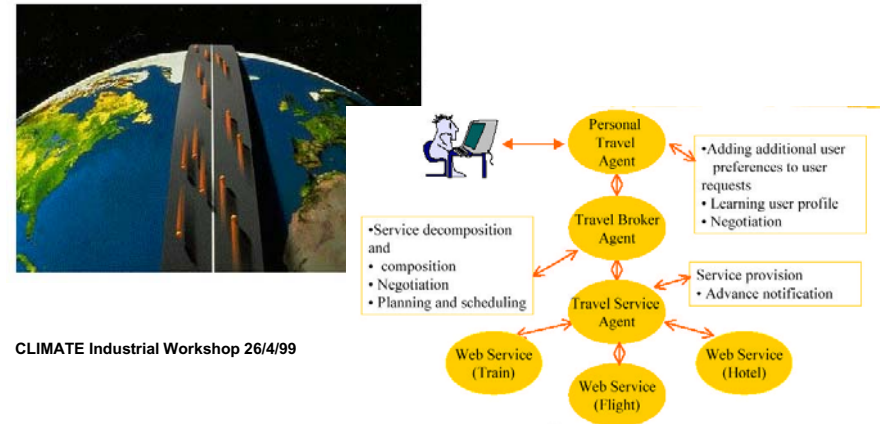 Personal
Travel
Agent
•Adding additional user
preferences to user
requests
• Learning user profile
• Negotiation
Travel Broker
Agent
•Service decomposition
and
• composition
• Negotiation
• Planning and scheduling
Service provision
• Advance notification
Travel Service
Agent
CLIMATE Industrial Workshop 26/4/99
Web Service
(Train)
Web Service
(Flight)
Web Service
(Hotel)